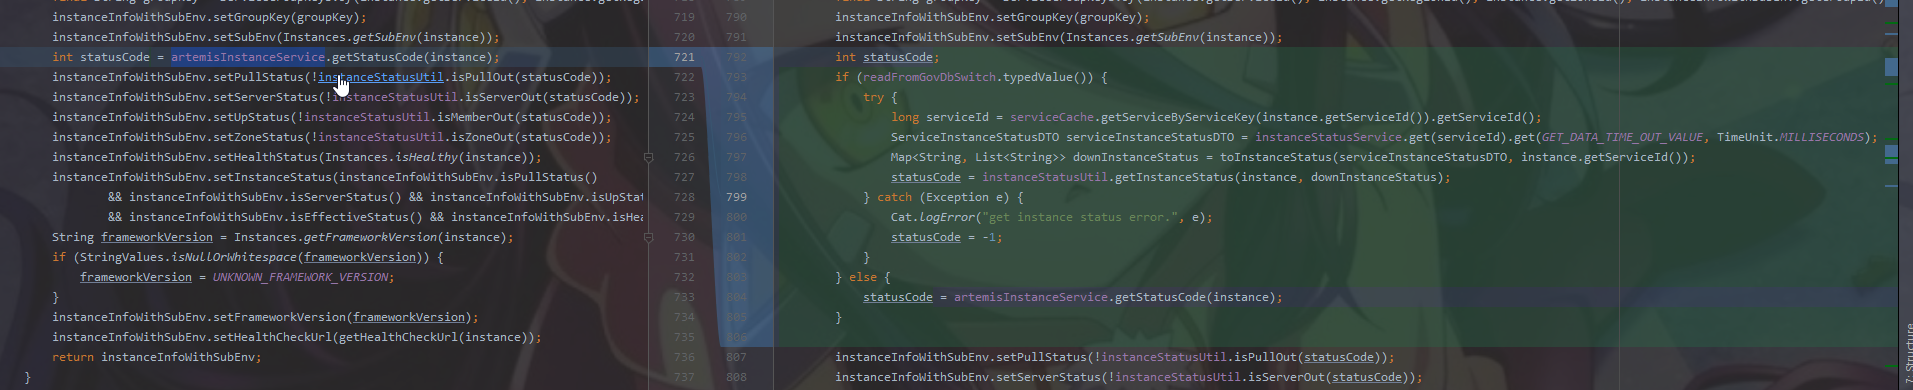 instanceInfoWithSubEnv.setGroupKey(groupKey);
instanceInfoWithSubEnv.setSubEnv(Instances.getSubEnv(instance));
int statusCode = artemisInstanceService.getStatusCode(instance);
instanceInfoWithSubEnv.setPullStatus(!instanceStatusUtil.isPullOut(statusCode));
instanceInfoWithSubEnv.setServerStatus(!instanceStatusUtil.isServerOut(statusCode));
instanceInfoWithSubEnv.setUpStatus(!instanceStatusUtil.isMemberOut(statusCode));
instanceInfoWithSubEnv.setZoneStatus(!instanceStatusUtil.isZoneOut(statusCode));
instanceInfoWithSubEnv.setHealthStatus(Instances.isHealthy(instance));
instanceInfoWithSubEnv.setInstanceStatus(instanceInfoWithSubEnv.isPullStatus()
&& instanceInfoWithSubEnv.isServerStatus() && instanceInfoWithSubEnv.isUpStat
&& instanceInfoWithSubEnv.isEffectiveStatus() && instanceInfoWithSubEnv.isHea
String frameworkVersion = Instances.getFrameworkVersion(instance);
if (StringValues.isNullOrWhitespace(frameworkVersion)) {
frameworkVersion = UNKNOWN_FRAMEWORK_VERSION;
}
instanceInfoWithSubEnv.setFrameworkVersion(frameworkVersion);
instanceInfoWithSubEnv.setHealthCheckUrl(getHealthCheckUrl(instance));
return instanceInfoWithSubEnv;
}
719 790
720 791
721 792
722 793
723 794
724 795
725 796
726 797
727 798
728 799
729 800
730 801
731 802
732 803
733 804
734 805
735 806
736 807
737 808
instanceInfoWithSubEnv.setGroupKey(groupKey);
instanceInfoWithSubEnv.setSubEnv(Instances.getSubEnv(instance));
int statusCode;
if (readFromGovDbSwitch.typedValue()) {
try {
long serviceId = serviceCache.getServiceByServiceKey(instance.getServiceId()).getServiceId();
ServiceInstanceStatusDTO serviceInstanceStatusDTO = instanceStatusService.get(serviceId).get(GET_DATA_TIME_OUT_VALUE, TimeUnit.MILLISECONDS);
Map<String, List<String>> downInstanceStatus = toInstanceStatus(serviceInstanceStatusDTO, instance.getServiceId());
statusCode = instanceStatusUtil.getInstanceStatus(instance, downInstanceStatus);
} catch (Exception e) {
Cat.logError("get instance status error.", e);
statusCode = -1;
}
} else {
statusCode = artemisInstanceService.getStatusCode(instance);
}
instanceInfoWithSubEnv.setPullStatus(!instanceStatusUtil.isPullOut(statusCode));
instanceInfoWithSubEnv.setServerStatus(!instanceStatusUtil.isServerOut(statusCode));
7: Structure